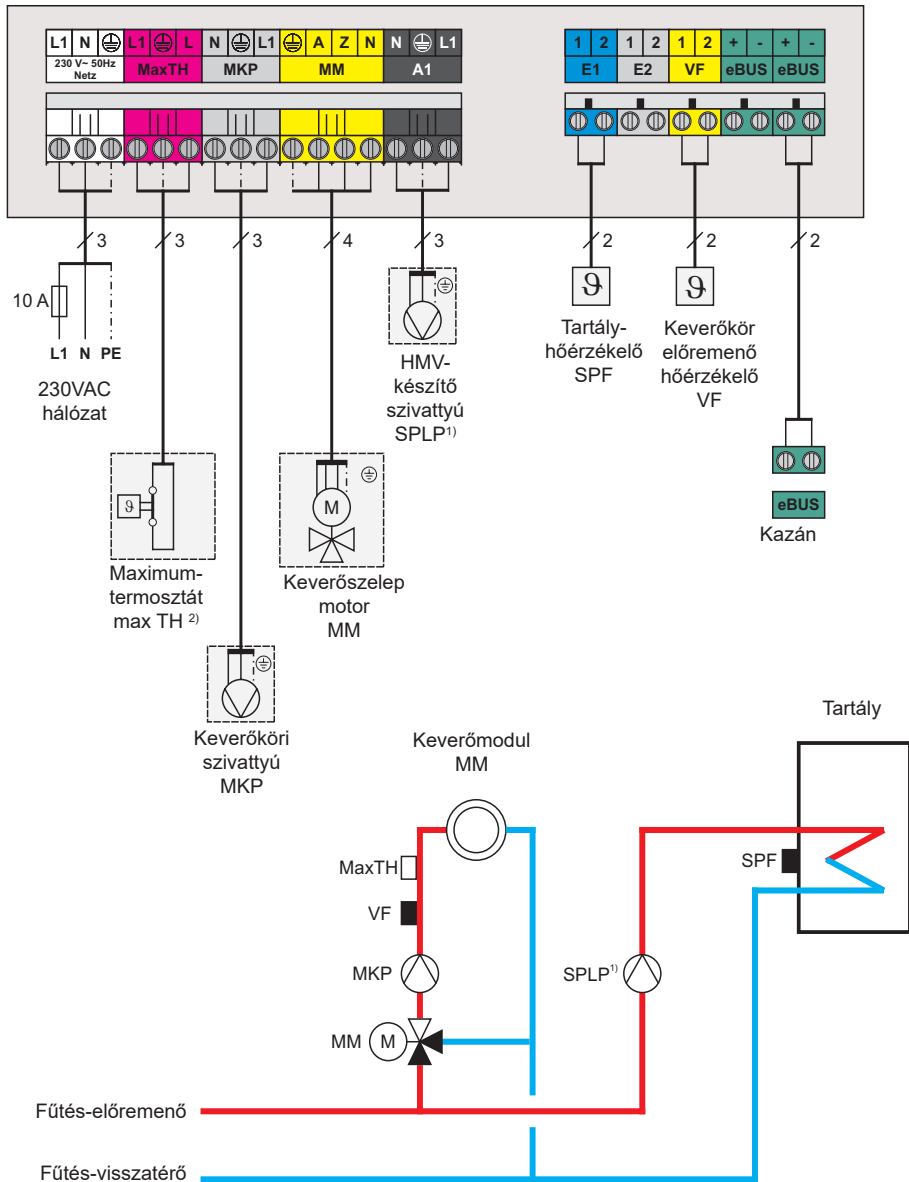 L1 N L1 L N L1 A Z N N L1 1 2 1 2 1 2 + - + -
230 V~ 50Hz
Netz
MaxTH MKP MM A1 E1 E2 VF eBUS eBUS
3 3 3 4 3 2 2 2
10 A
L1 N PE
230VAC
hálózat
Maximum-
termosztát
max TH 2)
Keverőköri
szivattyú
MKP
M
Keverőszelep
motor
MM
HMV-
készítő
szivattyú
SPLP1)
ϑ
ϑ
Tartály-
hőérzékelő
SPF
ϑ
Keverőkör
előremenő
hőérzékelő
VF
eBUS
Kazán
Keverőmodul
MM
Tartály
MaxTH
VF
MKP
MM M
SPLP1)
SPF
Fűtés-előremenő
Fűtés-visszatérő